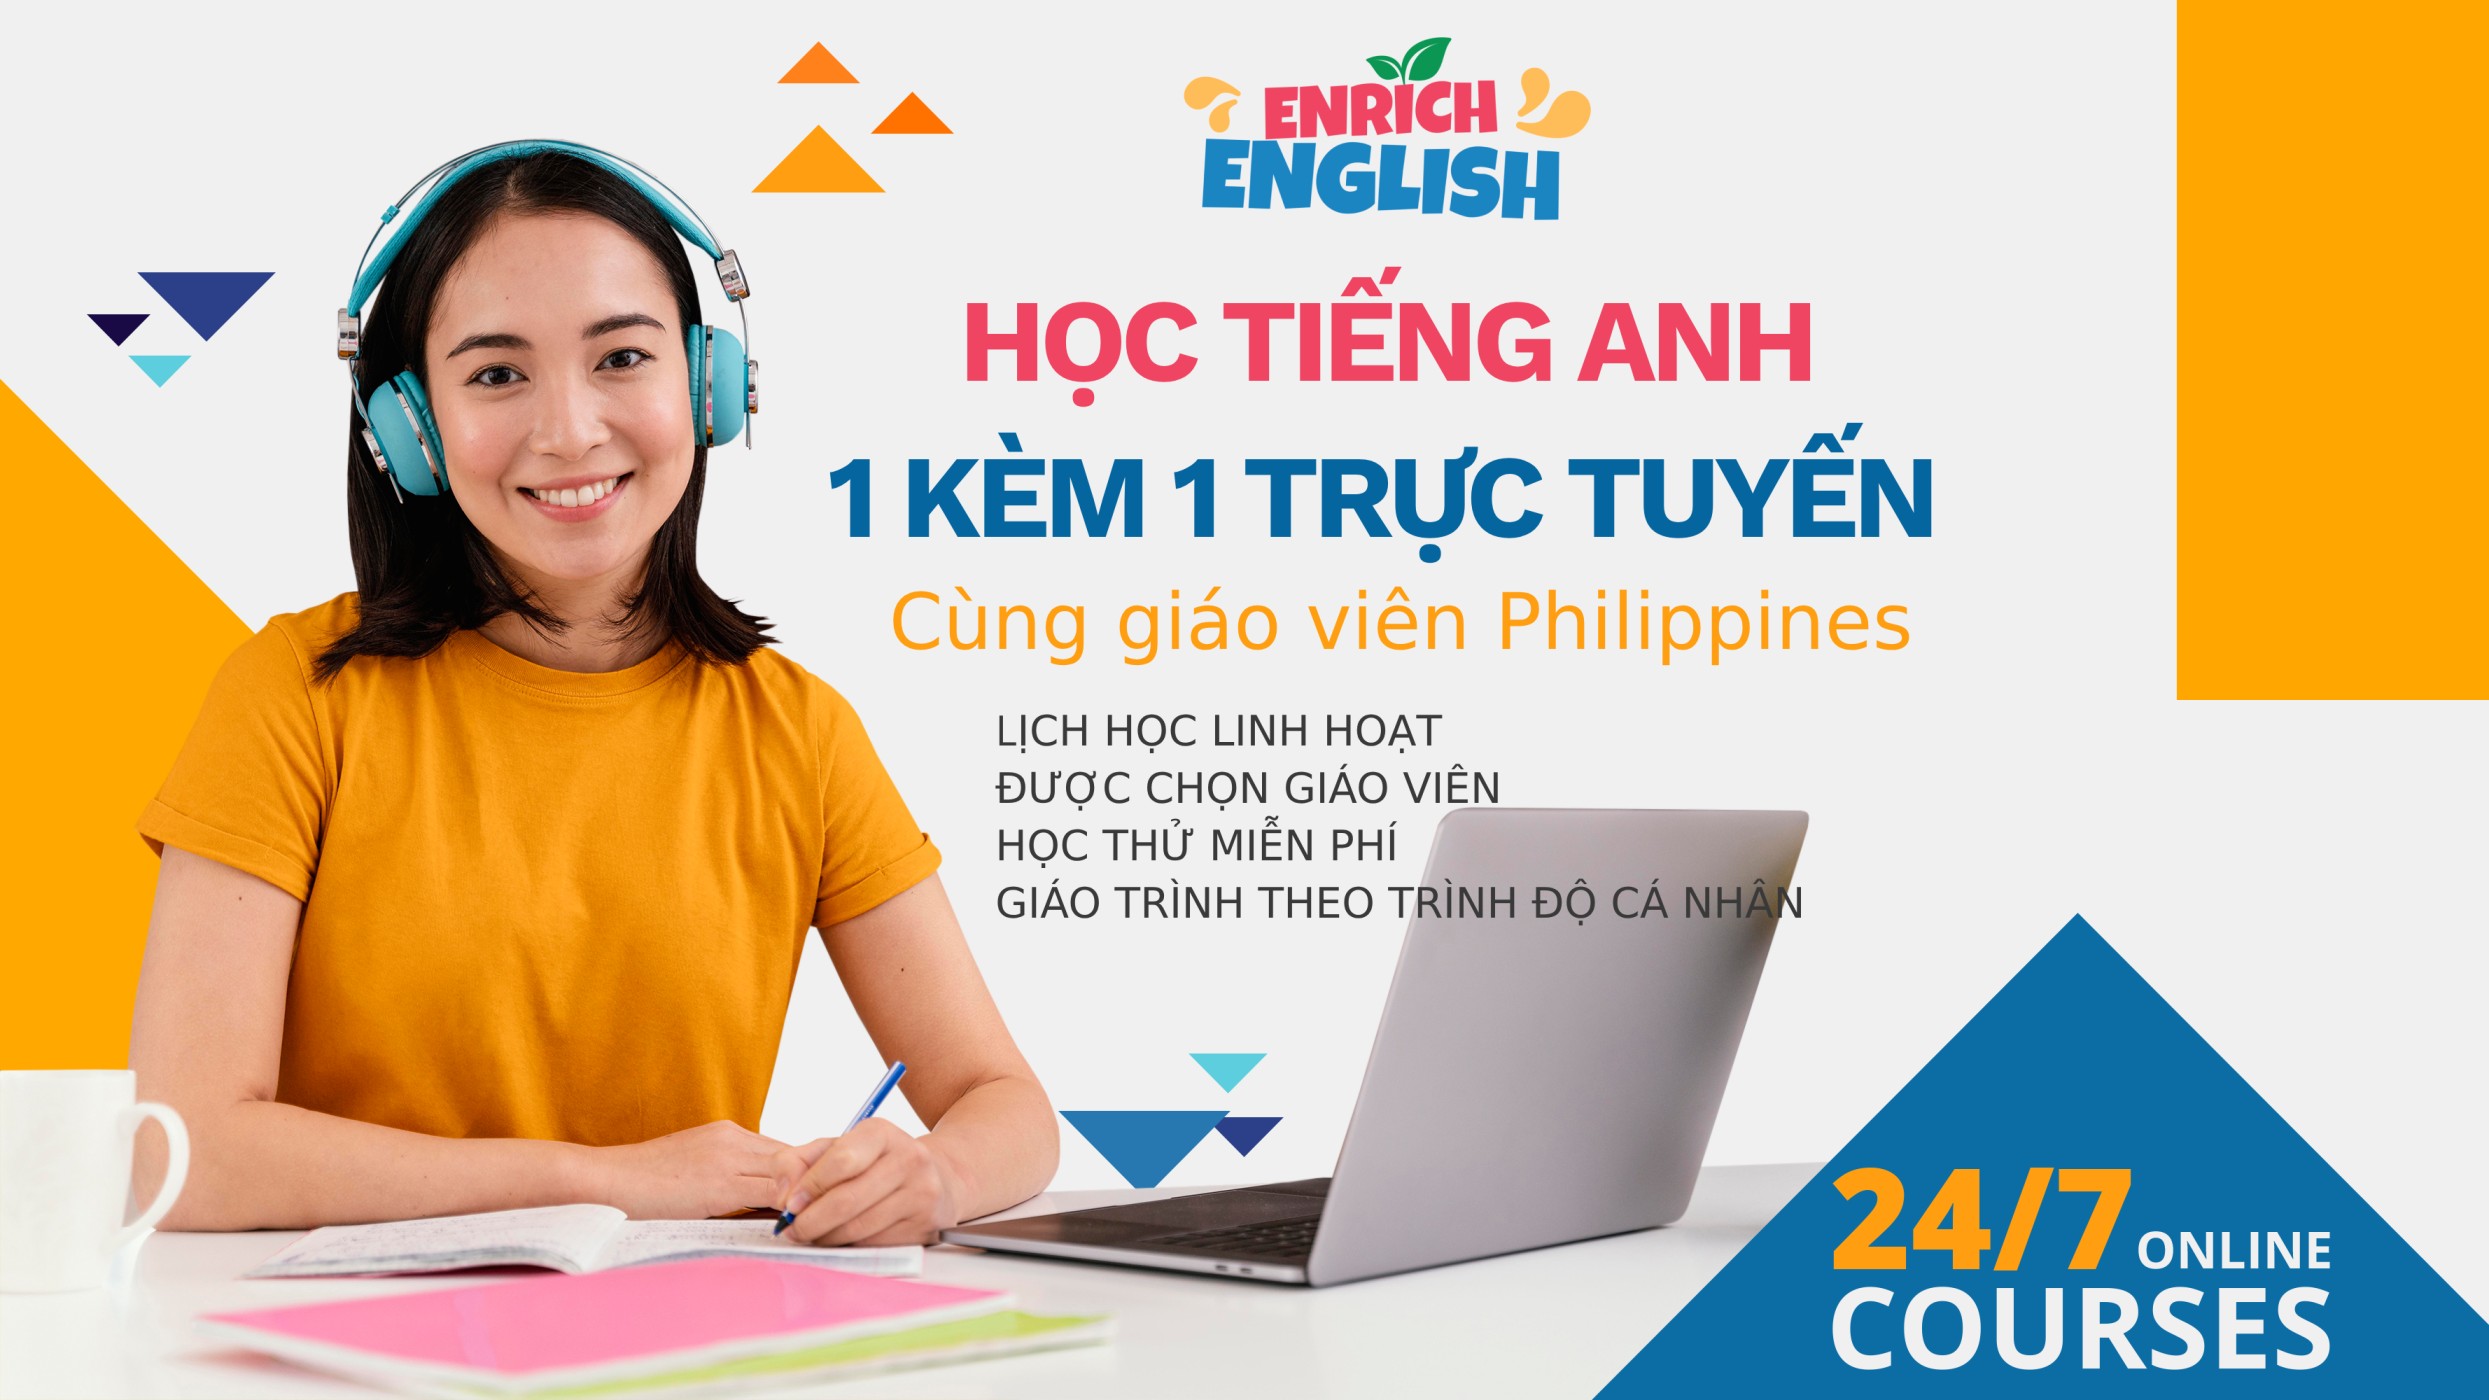 ENRICH
ENGLISH
HỌC TIẾNG ANH
1 KÈM 1 TRỰC TUYẾN
Cùng giáo viên Philippines
LỊCH HỌC LINH HOẠT
ĐƯỢC CHỌN GIÁO VIÊN
HỌC THỬ MIỄN PHÍ
GIÁO TRÌNH THEO TRÌNH ĐỘ CÁ NHÂN
24/7 ONLINE
COURSES